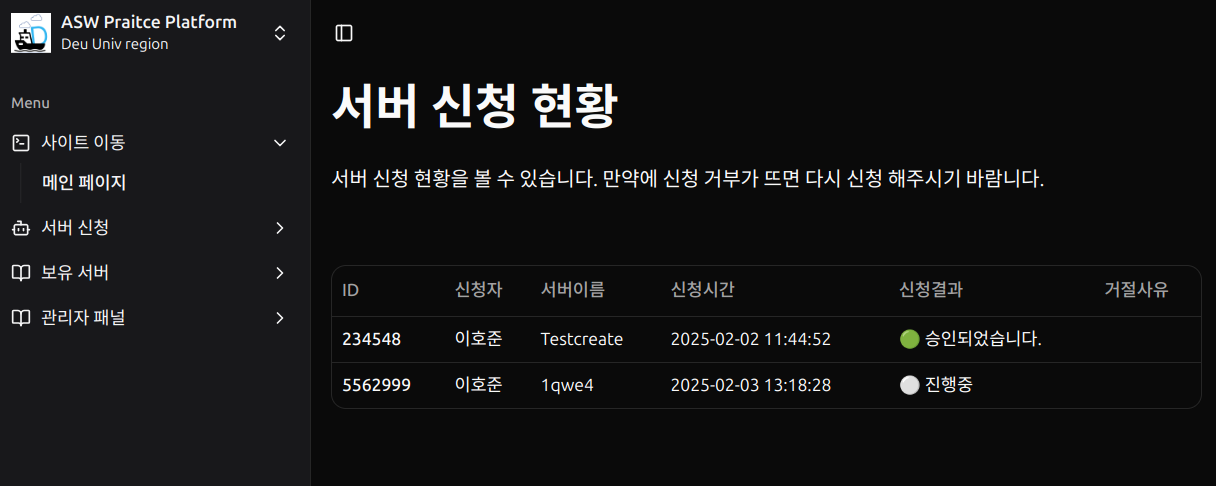 ASW Praitce Platform
Deu Univ region
Menu
사이트 이동
메인 페이지
서버 신청
보유 서버
관리자 패널
서버 신청 현황
서버 신청 현황을 볼 수 있습니다. 만약에 신청 거부가 뜨면 다시 신청 해주시기 바람니다.
ID 신청자 서버이름 신청시간 신청결과 거절사유
234548 이호준 Testcreate 2025-02-02 11:44:52 🟢 승인되었습니다.
5562999 이호준 1qwe4 2025-02-03 13:18:28 ⚪ 진행중